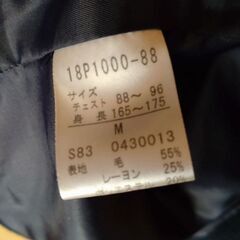 18P1000-88
サイズ
チェスト 88～ 96
身 長 165～175
M
S83 0430013
表地 毛 55%
レーヨン 25%
20%